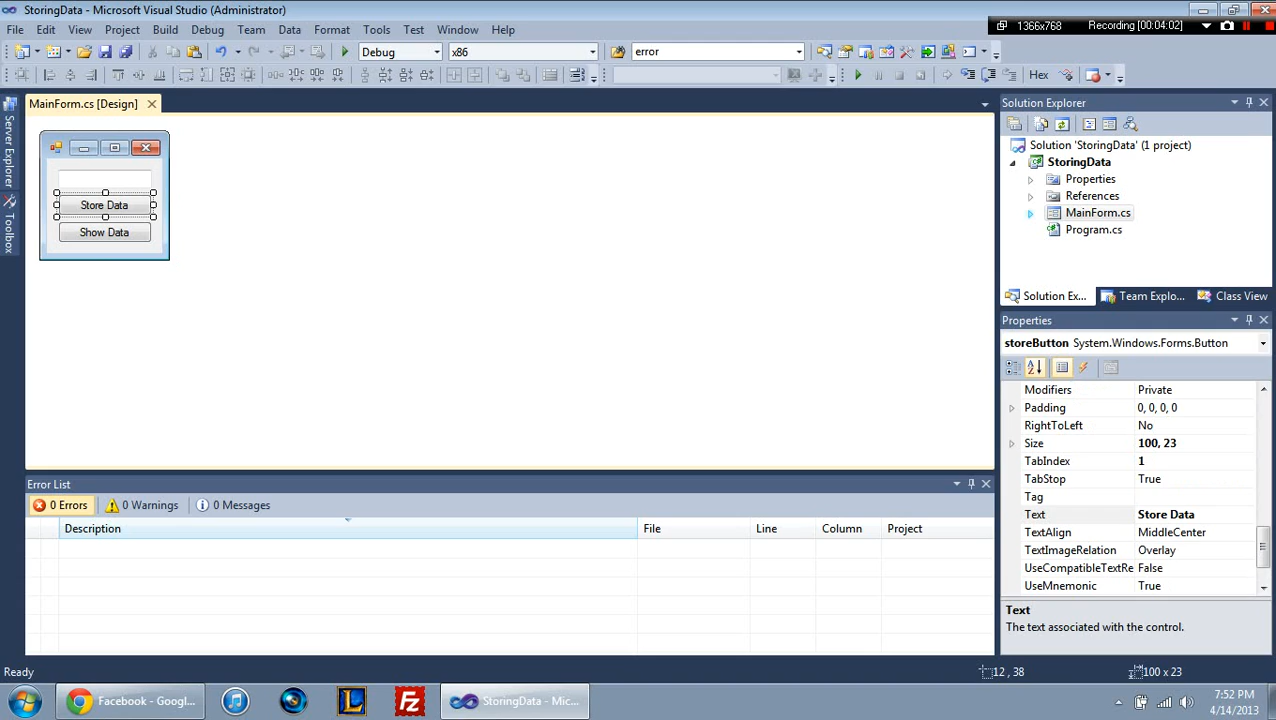 StoringData - Microsoft Visual Studio (Administrator)
File Edit View Project Build Debug Team Data Format Tools Test Window Help
1366x768 Recording [00:04:02]
Debug x86 error
Hex
MainForm.cs [Design]
Server Explorer
Toolbox
Store Data
Show Data
Solution Explorer
Solution 'StoringData' (1 project)
StoringData
Properties
References
MainForm.cs
Program.cs
Solution Ex... Team Explo... Class View
Properties
storeButton System.Windows.Forms.Button
Modifiers Private
Padding 0, 0, 0, 0
RightToLeft No
Size 100, 23
TabIndex 1
TabStop True
Tag
Text Store Data
TextAlign MiddleCenter
TextImageRelation Overlay
UseCompatibleTextRe False
UseMnemonic True
Text
The text associated with the control.
Error List
0 Errors 0 Warnings 0 Messages
Description File Line Column Project
Ready 12 , 38 100 x 23
Facebook - Googl... StoringData - Mic...
7:52 PM
4/14/2013